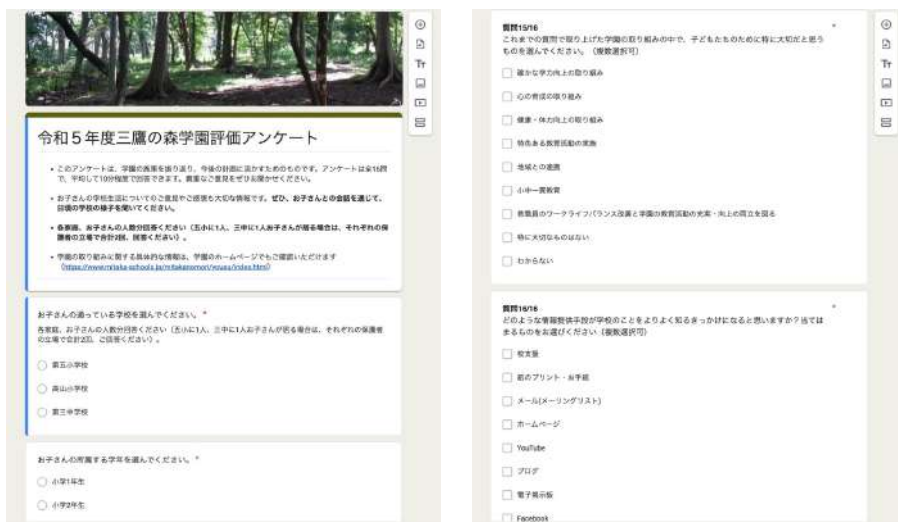 令和5年度三鷹の森学園評価アンケート
• このアンケートは、学園の教育を振り返り、今後の計画に活かすためのものです。アンケートは全16問
で、平均して10分程度で回答できます。貴重なご意見をぜひお聞かせください。
• お子さんの学校生活についてのご意見やご感想も大切な情報です。ぜひ、お子さんとの会話を通じて、
日頃の学校の様子を聞いてください。
• 各家庭、お子さんの人数分回答ください（五小に1人、三中に1人お子さんが居る場合は、それぞれの保
護者の立場で合計2回、回答ください）。
• 学園の取り組みに関する具体的な情報は、学園のホームページでもご確認いただけます
(https://www.mitaka-schools.jp/mitakanomori/yousu/index.html)
お子さんの通っている学校を選んでください。 *
各家庭、お子さんの人数分回答ください（五小に1人、三中に1人お子さんが居る場合は、それぞれの保護者
の立場で合計2回、ご回答ください）。
第五小学校
高山小学校
第三中学校
お子さんの所属する学年を選んでください。 *
小学1年生
小学2年生
質問15/16 *
これまでの質問で取り上げた学園の取り組みの中で、子どもたちのために特に大切だと思う
ものを選んでください。（複数選択可）
確かな学力向上の取り組み
心の育成の取り組み
健康・体力向上の取り組み
特色ある教育活動の実施
地域との連携
小中一貫教育
教職員のワークライフバランス改善と学園の教育活動の充実・向上の両立を図る
特に大切なものはない
わからない
質問16/16 *
どのような情報提供手段が学校のことをよりよく知るきっかけになると思いますか？当ては
まるものをお選びください（複数選択可）
校支援
紙のプリント・お手紙
メール(メーリングリスト)
ホームページ
YouTube
ブログ
電子掲示板
Facebook